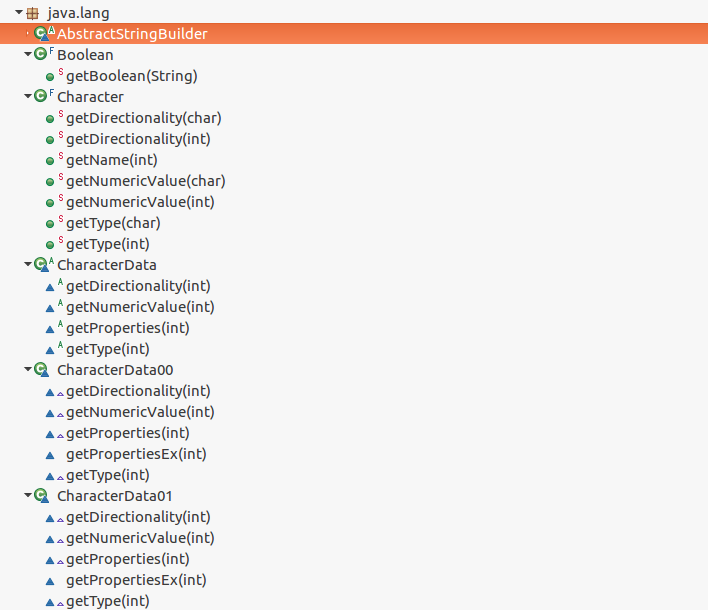 java.lang
A AbstractStringBuilder
F Boolean
S getBoolean(String)
F Character
S getDirectionality(char)
S getDirectionality(int)
S getName(int)
S getNumericValue(char)
S getNumericValue(int)
S getType(char)
S getType(int)
A CharacterData
A getDirectionality(int)
A getNumericValue(int)
A getProperties(int)
A getType(int)
CharacterData00
getDirectionality(int)
getNumericValue(int)
getProperties(int)
getPropertiesEx(int)
getType(int)
CharacterData01
getDirectionality(int)
getNumericValue(int)
getProperties(int)
getPropertiesEx(int)
getType(int)